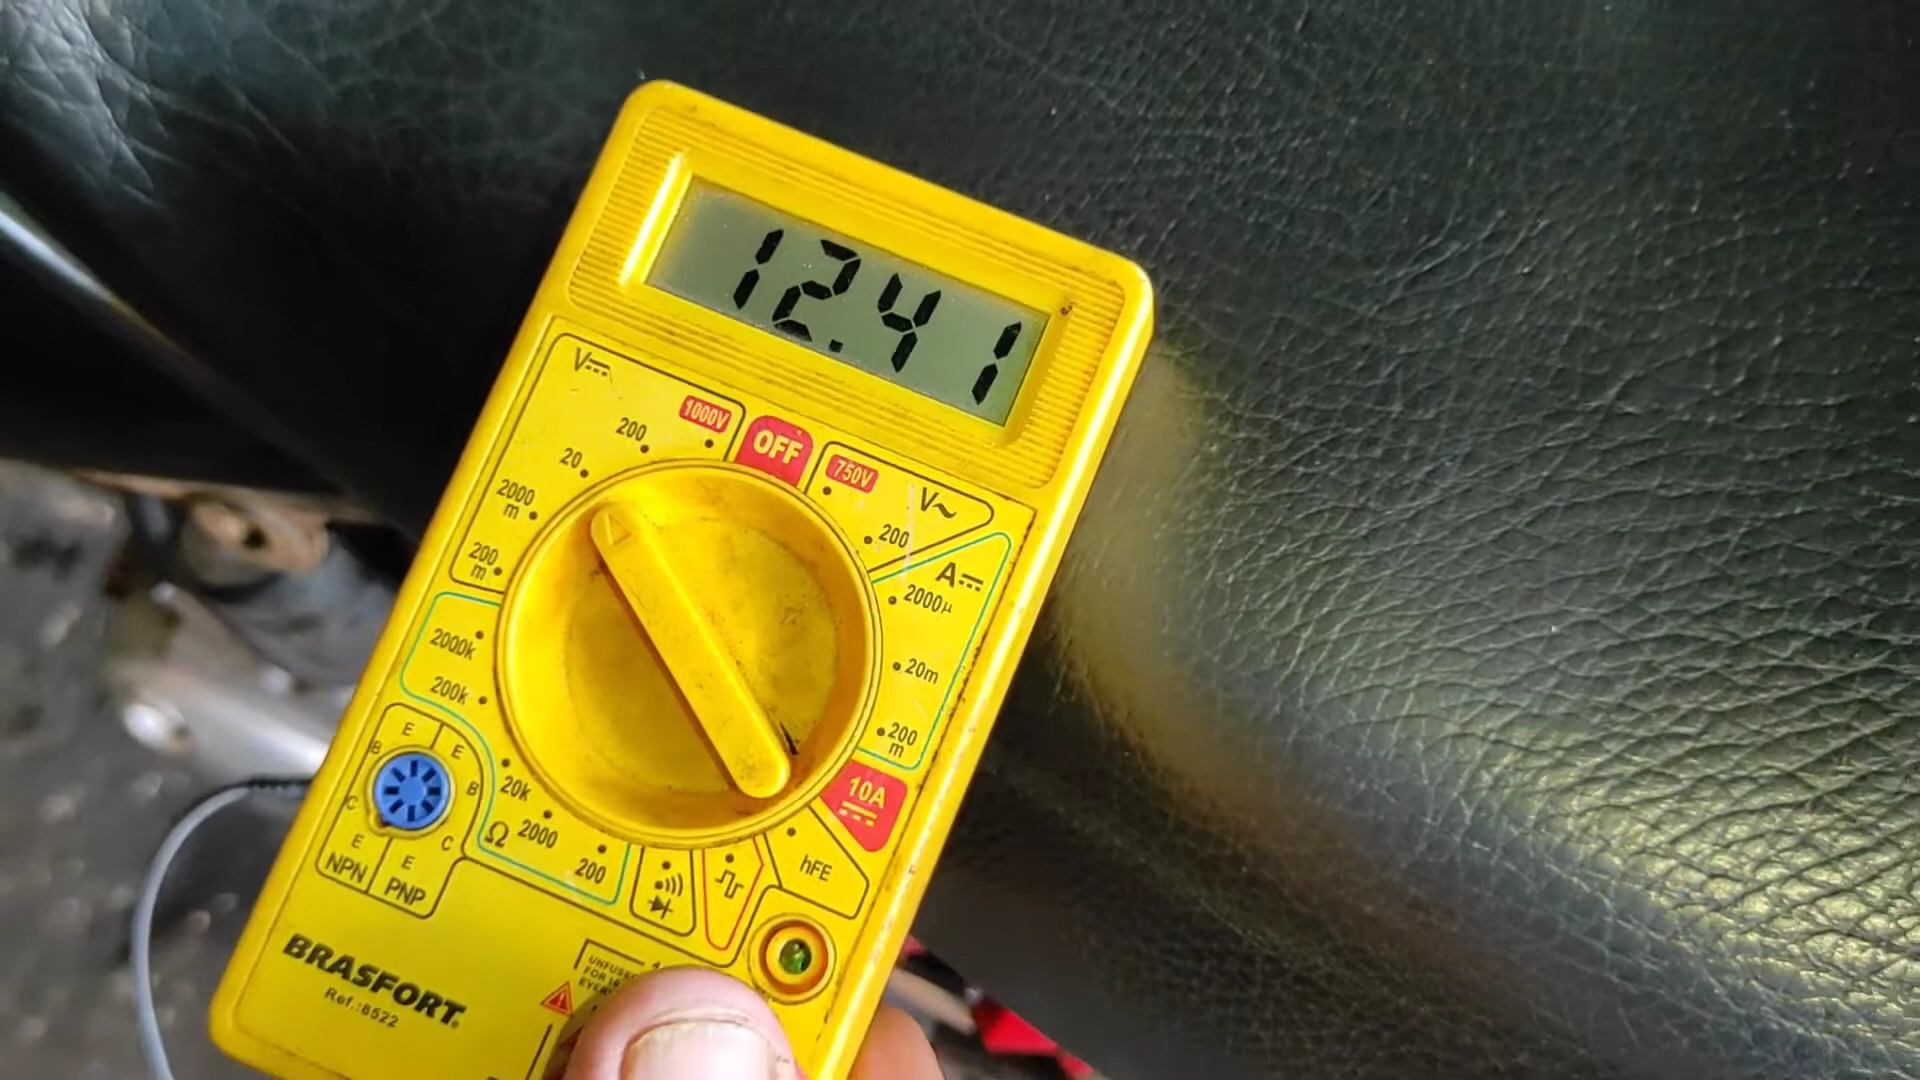 12.41
V
1000V
OFF
200
750V
V~
20
2000
m
200
A
2000µ
200
m
20m
2000k
200k
200
m
10A
E
E
B
B
C
C
E
E
NPN
PNP
20k
Ω
2000
200
hFE
BRASFORT
Ref.:8522
UNFUSED